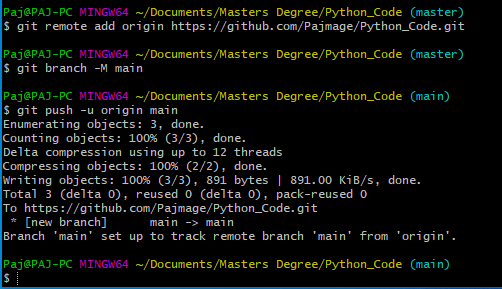 Paj@PAJ-PC MINGW64 ~/Documents/Masters Degree/Python_Code (master)
$ git remote add origin https://github.com/Pajmage/Python_Code.git
Paj@PAJ-PC MINGW64 ~/Documents/Masters Degree/Python_Code (master)
$ git branch -M main
Paj@PAJ-PC MINGW64 ~/Documents/Masters Degree/Python_Code (main)
$ git push -u origin main
Enumerating objects: 3, done.
Counting objects: 100% (3/3), done.
Delta compression using up to 12 threads
Compressing objects: 100% (2/2), done.
Writing objects: 100% (3/3), 891 bytes | 891.00 KiB/s, done.
Total 3 (delta 0), reused 0 (delta 0), pack-reused 0
To https://github.com/Pajmage/Python_Code.git
 * [new branch]      main -> main
Branch 'main' set up to track remote branch 'main' from 'origin'.
Paj@PAJ-PC MINGW64 ~/Documents/Masters Degree/Python_Code (main)
$